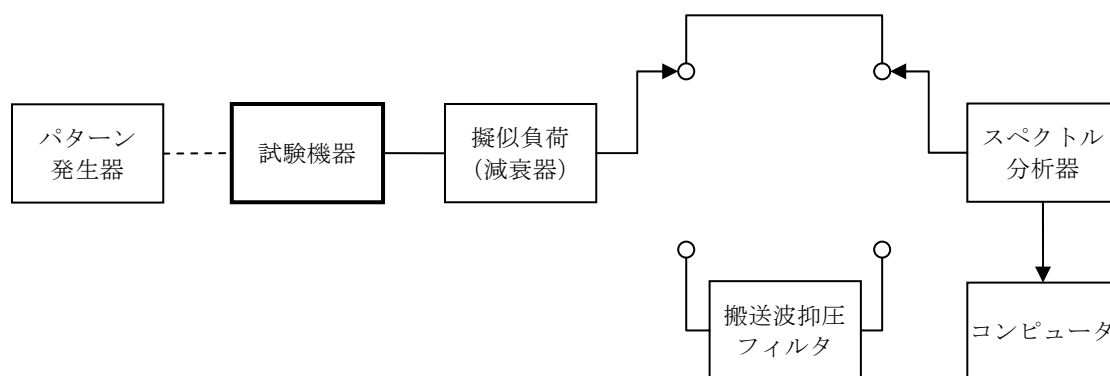 パターン
発生器
試験機器
擬似負荷
（減衰器）
スペクトル
分析器
搬送波抑圧
フィルタ
コンピュータ